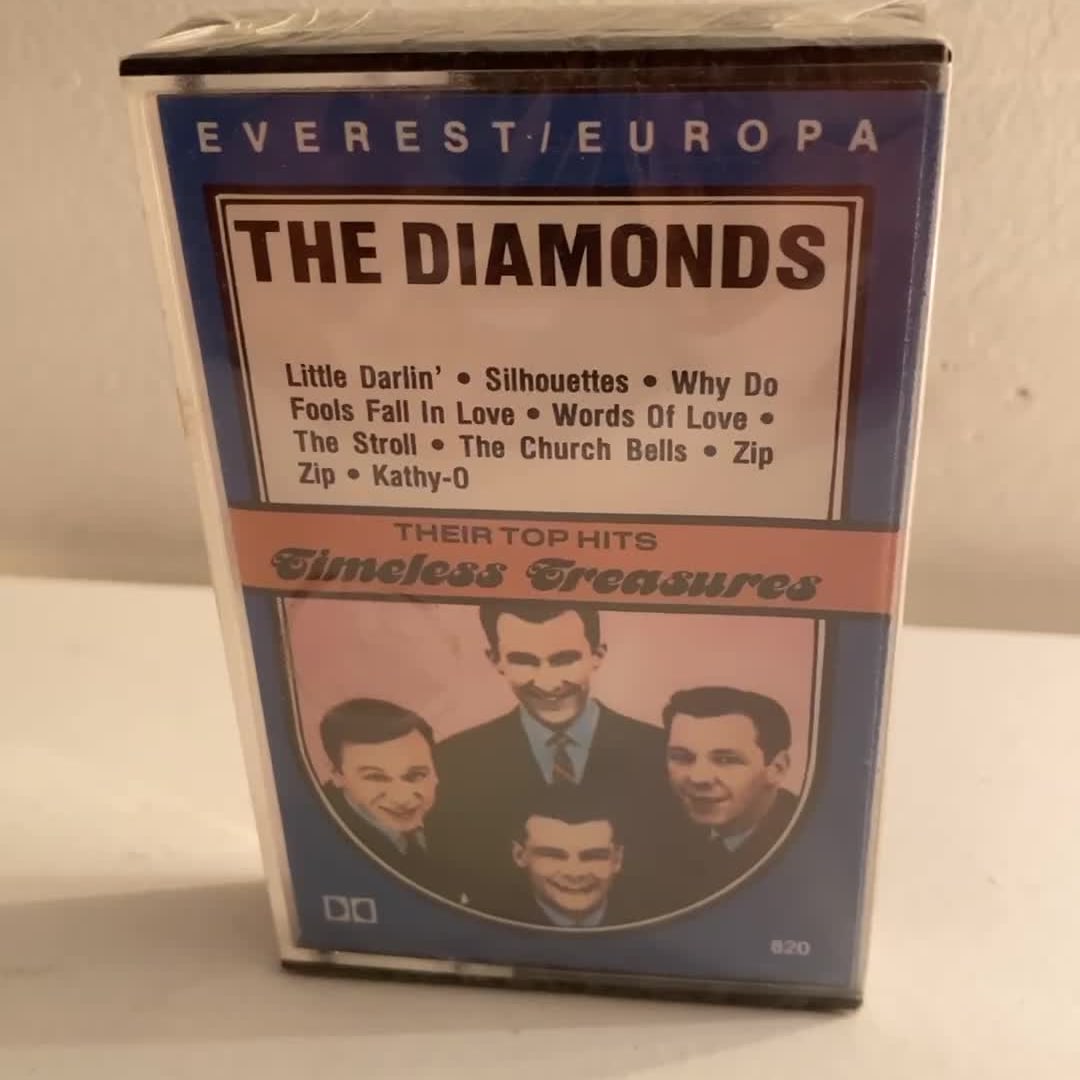 EVEREST/EUROPA
THE DIAMONDS
Little Darlin' • Silhouettes • Why Do
Fools Fall In Love • Words Of Love •
The Stroll • The Church Bells • Zip
Zip • Kathy-O
THEIR TOP HITS
Timeless Treasures
820